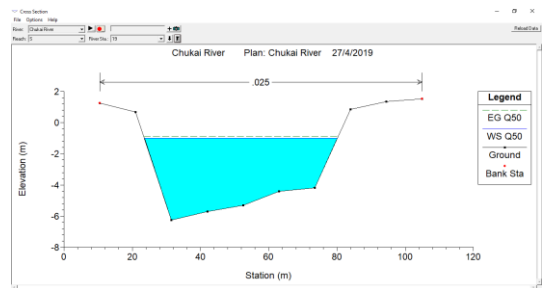 Cross Section
File Options Help
River: Chukai River
Reach: 5 River Sta.: 19
Reload Data
Chukai River Plan: Chukai River 27/4/2019
.025
Legend
EG Q50
WS Q50
Ground
Bank Sta
2
0
-2
-4
-6
-8
Elevation (m)
0 20 40 60 80 100 120
Station (m)